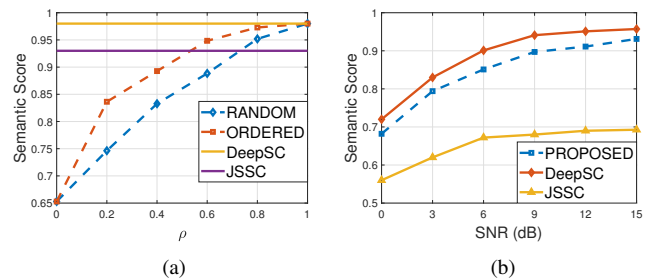 1
0.95
0.9
0.85
0.8
0.75
0.7
0.65
Semantic Score
RANDOM
ORDERED
DeepSC
JSSC
0 0.2 0.4 0.6 0.8 1
ρ
(a)
1
0.9
0.8
0.7
0.6
0.5
Semantic Score
PROPOSED
DeepSC
JSSC
0 3 6 9 12 15
SNR (dB)
(b)